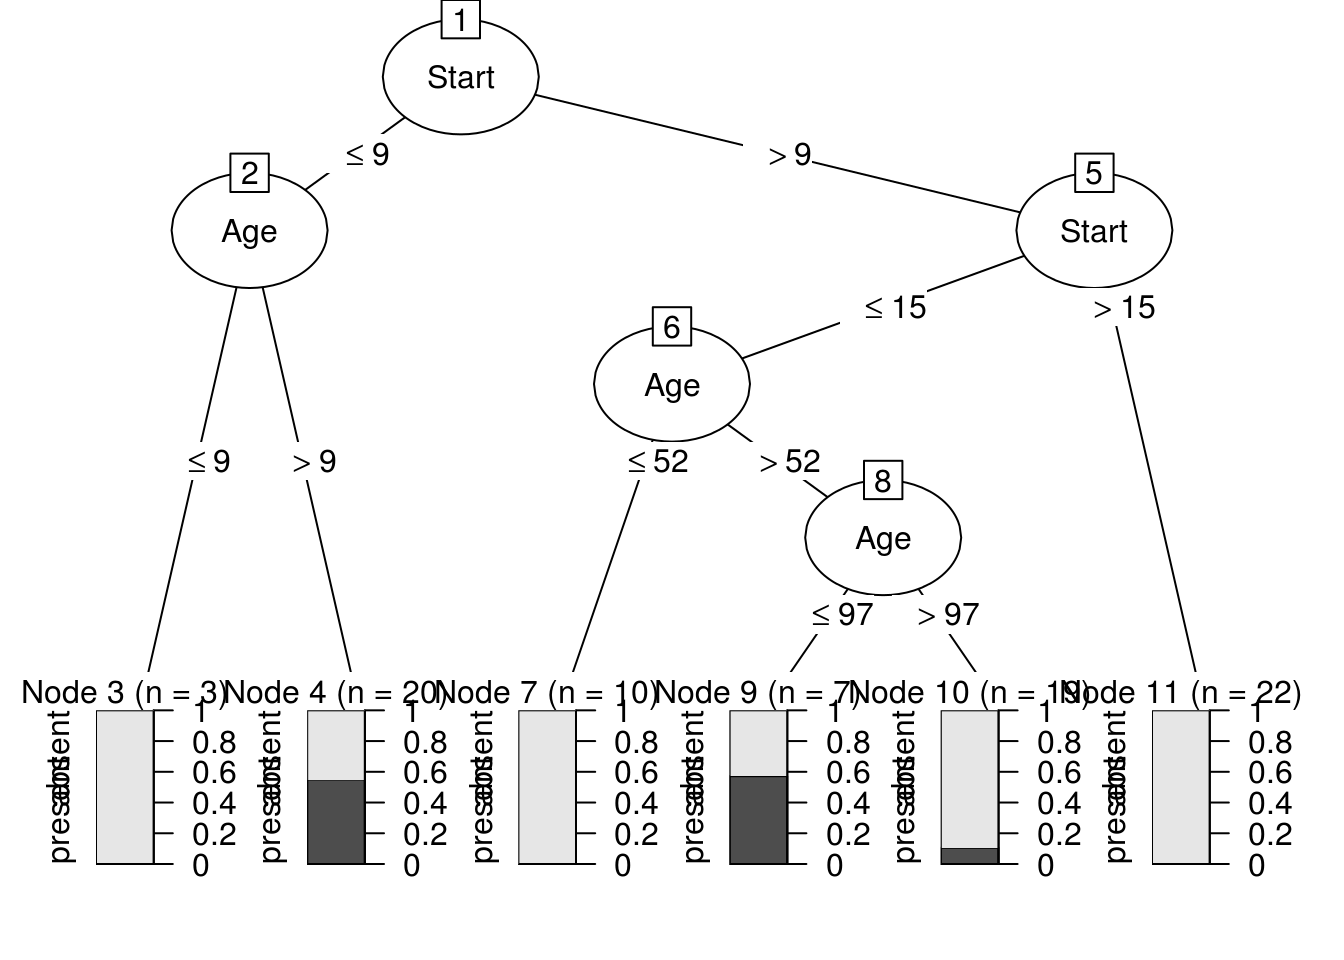 1
Start
≤ 9
> 9
2
Age
5
Start
≤ 15
> 15
6
Age
≤ 9
> 9
≤ 52
> 52
8
Age
≤ 97
> 97
Node 3 (n = 3)
Node 4 (n = 20)
Node 7 (n = 10)
Node 9 (n = 7)
Node 10 (n = 19)
Node 11 (n = 22)
present
absent
1
0.8
0.6
0.4
0.2
0
present
absent
1
0.8
0.6
0.4
0.2
0
present
absent
1
0.8
0.6
0.4
0.2
0
present
absent
1
0.8
0.6
0.4
0.2
0
present
absent
1
0.8
0.6
0.4
0.2
0
present
absent
1
0.8
0.6
0.4
0.2
0